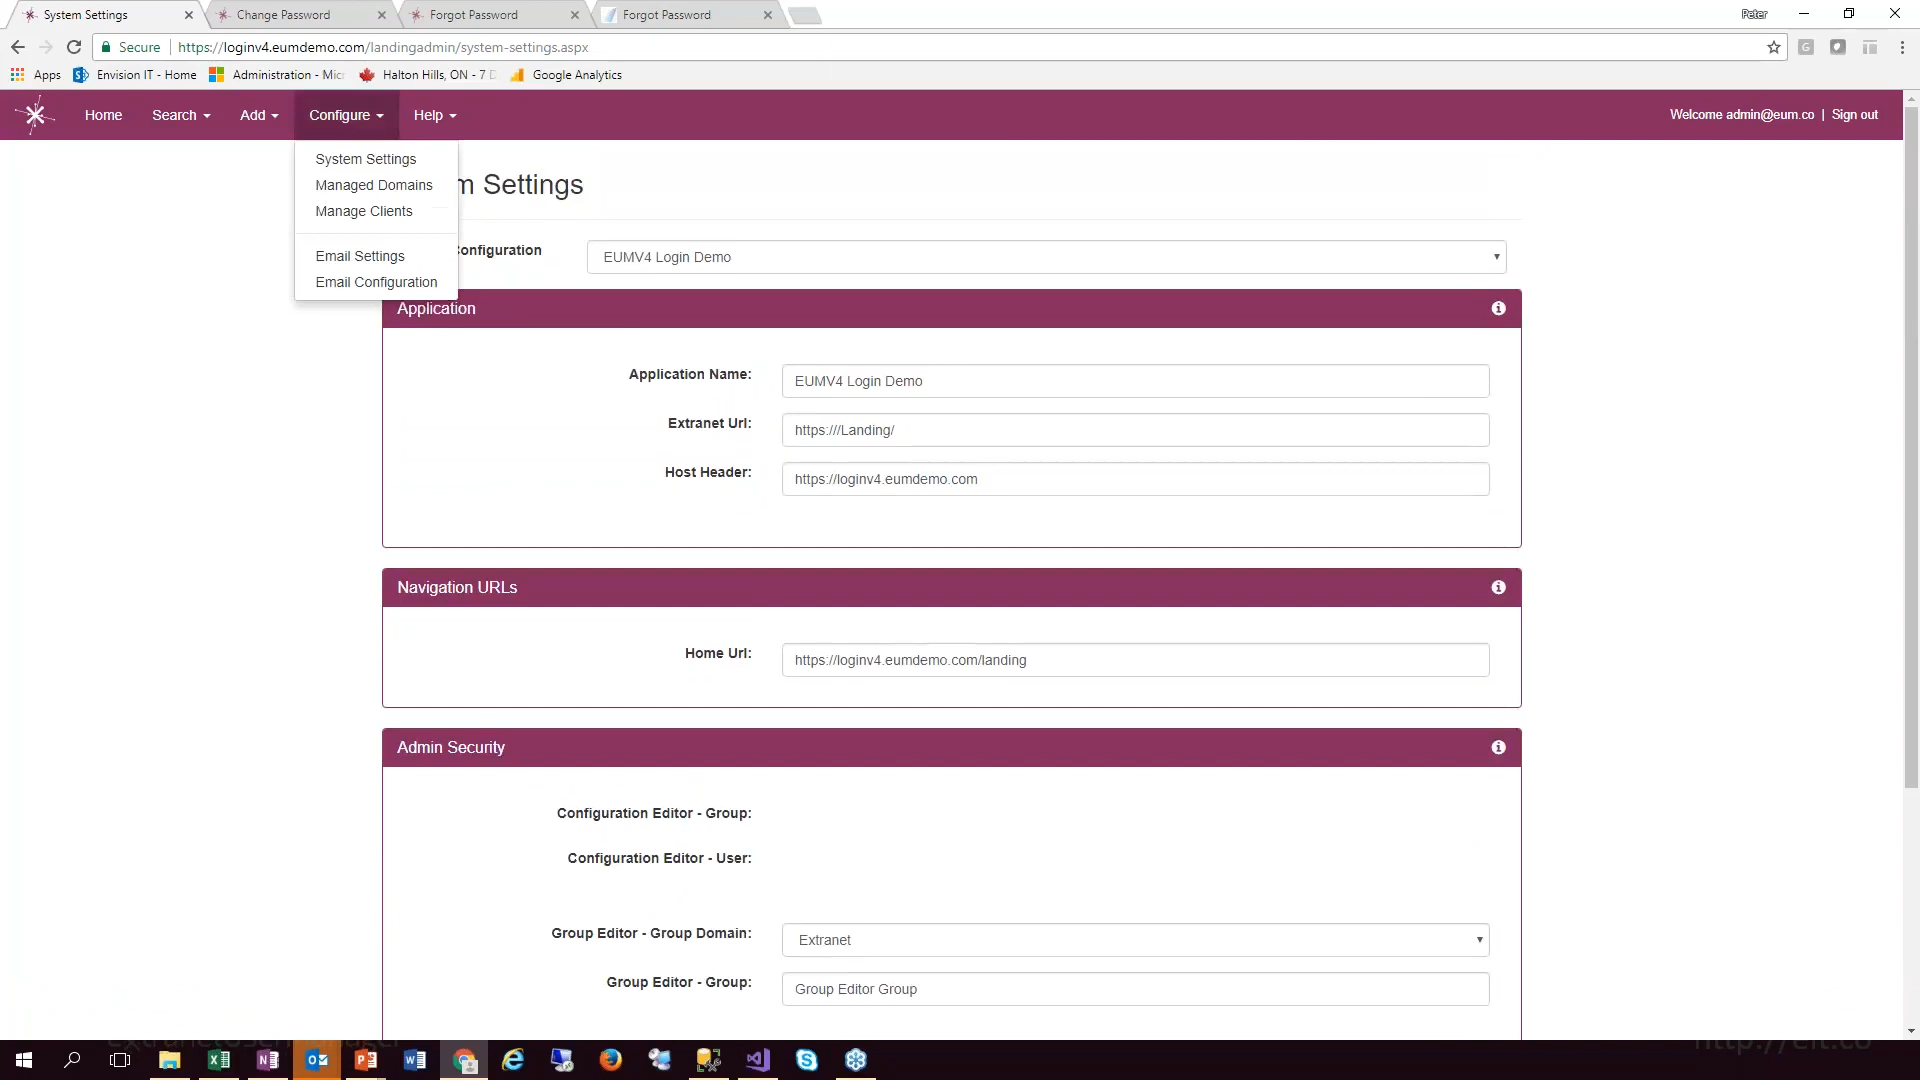 System Settings
Change Password
Forgot Password
Forgot Password
Peter
Secure
https://loginv4.eumdemo.com/landingadmin/system-settings.aspx
Apps
Envision IT - Home
Administration - Micr
Halton Hills, ON - 7 D
Google Analytics
Home
Search
Add
Configure
Help
Welcome admin@eum.co | Sign out
System Settings
Managed Domains
Manage Clients
Email Settings
Email Configuration
m Settings
Configuration
EUMV4 Login Demo
Application
Application Name:
EUMV4 Login Demo
Extranet Url:
https:///Landing/
Host Header:
https://loginv4.eumdemo.com
Navigation URLs
Home Url:
https://loginv4.eumdemo.com/landing
Admin Security
Configuration Editor - Group:
Configuration Editor - User:
Group Editor - Group Domain:
Extranet
Group Editor - Group:
Group Editor Group